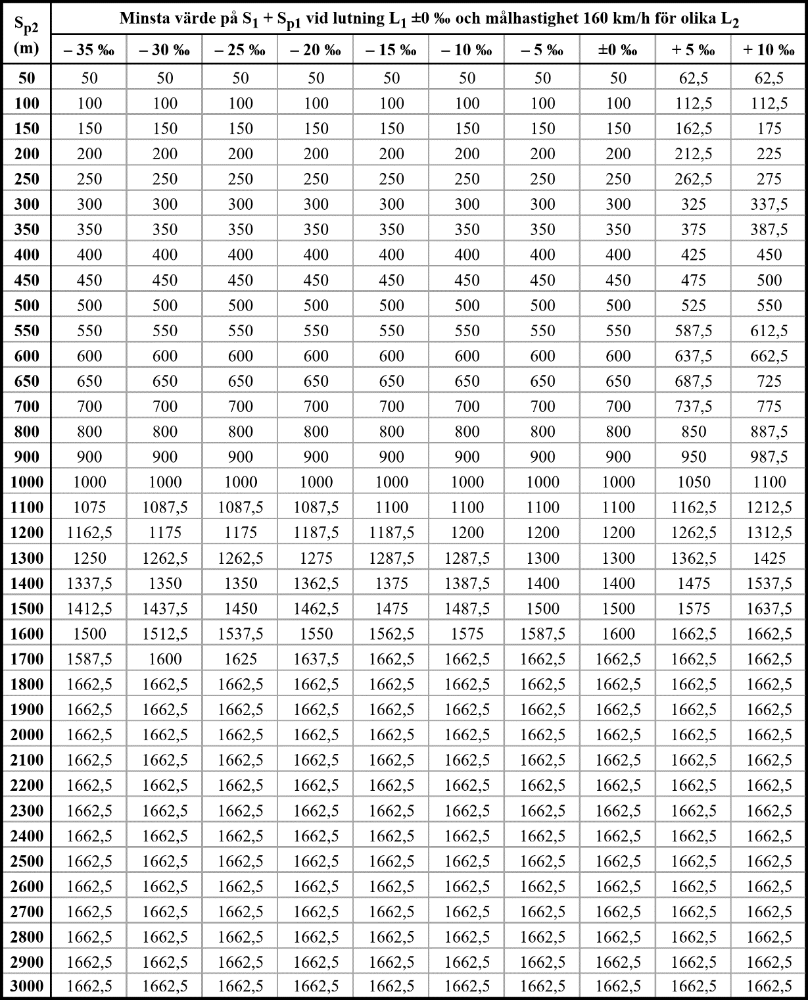 S_p2 (m) Minsta värde på S_1 + S_p1 vid lutning L_1 ±0 ‰ och målhastighet 160 km/h för olika L_2
– 35 ‰ – 30 ‰ – 25 ‰ – 20 ‰ – 15 ‰ – 10 ‰ – 5 ‰ ±0 ‰ + 5 ‰ + 10 ‰
50 50 50 50 50 50 50 50 50 62,5 62,5
100 100 100 100 100 100 100 100 100 112,5 112,5
150 150 150 150 150 150 150 150 150 162,5 175
200 200 200 200 200 200 200 200 200 212,5 225
250 250 250 250 250 250 250 250 250 262,5 275
300 300 300 300 300 300 300 300 300 325 337,5
350 350 350 350 350 350 350 350 350 375 387,5
400 400 400 400 400 400 400 400 400 425 450
450 450 450 450 450 450 450 450 450 475 500
500 500 500 500 500 500 500 500 500 525 550
550 550 550 550 550 550 550 550 550 587,5 612,5
600 600 600 600 600 600 600 600 600 637,5 662,5
650 650 650 650 650 650 650 650 650 687,5 725
700 700 700 700 700 700 700 700 700 737,5 775
800 800 800 800 800 800 800 800 800 850 887,5
900 900 900 900 900 900 900 900 900 950 987,5
1000 1000 1000 1000 1000 1000 1000 1000 1000 1050 1100
1100 1075 1087,5 1087,5 1087,5 1100 1100 1100 1100 1162,5 1212,5
1200 1162,5 1175 1175 1187,5 1187,5 1200 1200 1200 1262,5 1312,5
1300 1250 1262,5 1262,5 1275 1287,5 1287,5 1300 1300 1362,5 1425
1400 1337,5 1350 1350 1362,5 1375 1387,5 1400 1400 1475 1537,5
1500 1412,5 1437,5 1450 1462,5 1475 1487,5 1500 1500 1575 1637,5
1600 1500 1512,5 1537,5 1550 1562,5 1575 1587,5 1600 1662,5 1662,5
1700 1587,5 1600 1625 1637,5 1662,5 1662,5 1662,5 1662,5 1662,5 1662,5
1800 1662,5 1662,5 1662,5 1662,5 1662,5 1662,5 1662,5 1662,5 1662,5 1662,5
1900 1662,5 1662,5 1662,5 1662,5 1662,5 1662,5 1662,5 1662,5 1662,5 1662,5
2000 1662,5 1662,5 1662,5 1662,5 1662,5 1662,5 1662,5 1662,5 1662,5 1662,5
2100 1662,5 1662,5 1662,5 1662,5 1662,5 1662,5 1662,5 1662,5 1662,5 1662,5
2200 1662,5 1662,5 1662,5 1662,5 1662,5 1662,5 1662,5 1662,5 1662,5 1662,5
2300 1662,5 1662,5 1662,5 1662,5 1662,5 1662,5 1662,5 1662,5 1662,5 1662,5
2400 1662,5 1662,5 1662,5 1662,5 1662,5 1662,5 1662,5 1662,5 1662,5 1662,5
2500 1662,5 1662,5 1662,5 1662,5 1662,5 1662,5 1662,5 1662,5 1662,5 1662,5
2600 1662,5 1662,5 1662,5 1662,5 1662,5 1662,5 1662,5 1662,5 1662,5 1662,5
2700 1662,5 1662,5 1662,5 1662,5 1662,5 1662,5 1662,5 1662,5 1662,5 1662,5
2800 1662,5 1662,5 1662,5 1662,5 1662,5 1662,5 1662,5 1662,5 1662,5 1662,5
2900 1662,5 1662,5 1662,5 1662,5 1662,5 1662,5 1662,5 1662,5 1662,5 1662,5
3000 1662,5 1662,5 1662,5 1662,5 1662,5 1662,5 1662,5 1662,5 1662,5 1662,5